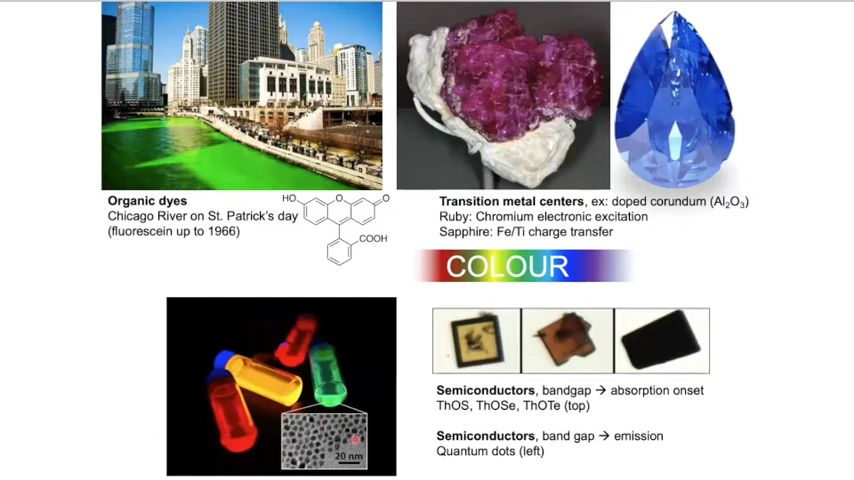 Organic dyes
Chicago River on St. Patrick's day
(fluorescein up to 1966)
HO
O
O
COOH
Transition metal centers, ex: doped corundum (Al₂O₃)
Ruby: Chromium electronic excitation
Sapphire: Fe/Ti charge transfer
COLOUR
20 nm
Semiconductors, bandgap → absorption onset
ThOS, ThOSe, ThOTe (top)
Semiconductors, band gap → emission
Quantum dots (left)